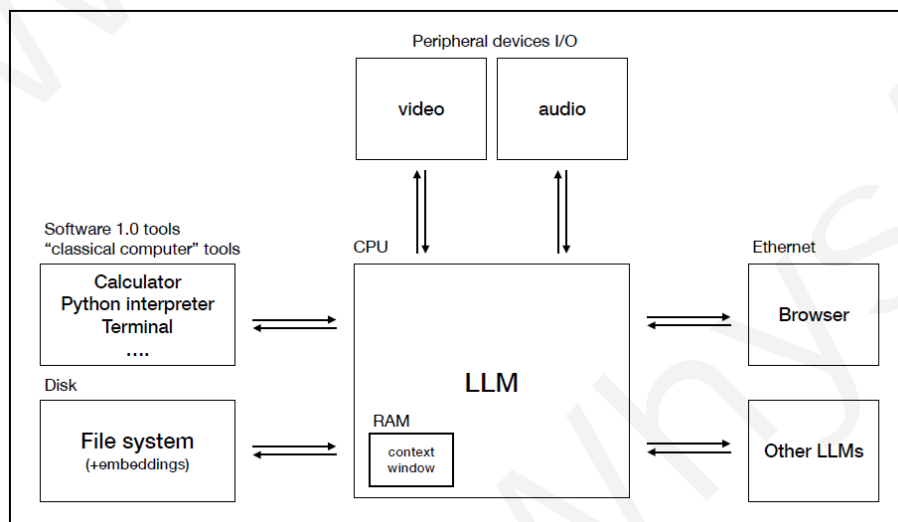 Peripheral devices I/O
video
audio
Software 1.0 tools
“classical computer” tools
CPU
Ethernet
Calculator
Python interpreter
Terminal
....
Browser
LLM
Disk
RAM
File system
(+embeddings)
context
window
Other LLMs